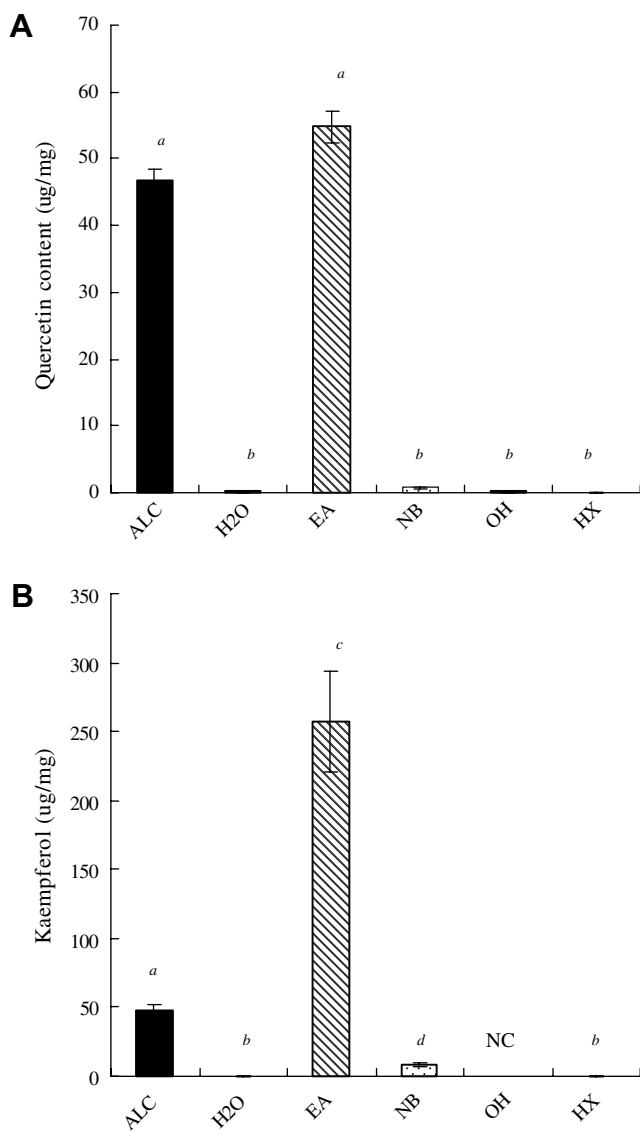 A
Quercetin content (ug/mg)
70
60
50
40
30
20
10
0
a
b
a
b
b
b
ALC
H2O
EA
NB
OH
HX
B
Kaempferol (ug/mg)
350
300
250
200
150
100
50
0
a
b
c
d
NC
b
ALC
H2O
EA
NB
OH
HX